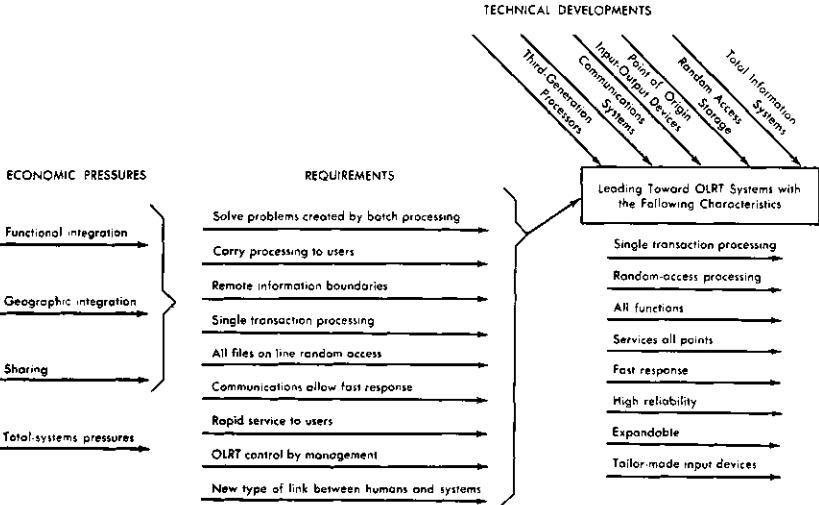 TECHNICAL DEVELOPMENTS
Third-Generation
Processors
Communications
Systems
Input-Output Devices
Point of Origin
Random Access
Storage
Total Information
Systems
ECONOMIC PRESSURES
Functional integration
Geographic integration
Sharing
Total-systems pressures
REQUIREMENTS
Solve problems created by batch processing
Carry processing to users
Remote information boundaries
Single transaction processing
All files on line random access
Communications allow fast response
Rapid service to users
OLRT control by management
New type of link between humans and systems
Leading Toward OLRT Systems with
the Following Characteristics
Single transaction processing
Random-access processing
All functions
Services all points
Fast response
High reliability
Expandable
Tailor-made input devices